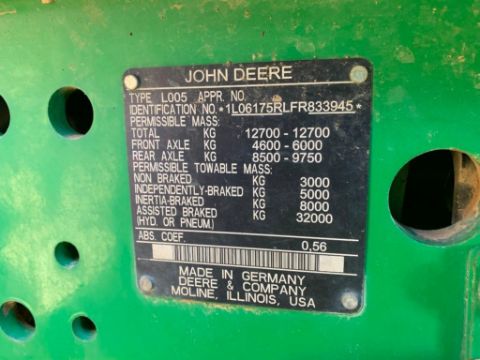 JOHN DEERE
TYPE L005 APPR NO.
IDENTIFICATION NO.*1L06175RLFR833945*
PERMISSIBLE MASS:
TOTAL KG 12700 - 12700
FRONT AXLE KG 4600 - 6000
REAR AXLE KG 8500 - 9750
PERMISSIBLE TOWABLE MASS:
NON BRAKED KG 3000
INDEPENDENTLY-BRAKED KG 5000
INERTIA-BRAKED KG 8000
ASSISTED BRAKED KG 32000
(HYD. OR PNEUM.)
ABS. COEF. 0,56
MADE IN GERMANY
DEERE & COMPANY
MOLINE, ILLINOIS, USA